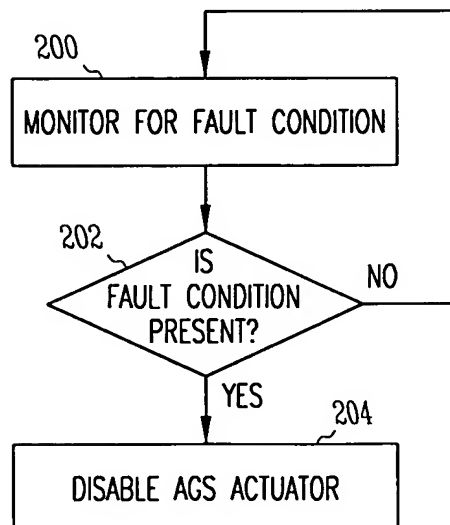 200
MONITOR FOR FAULT CONDITION
202
IS
FAULT CONDITION
PRESENT?
NO
YES
204
DISABLE AGS ACTUATOR